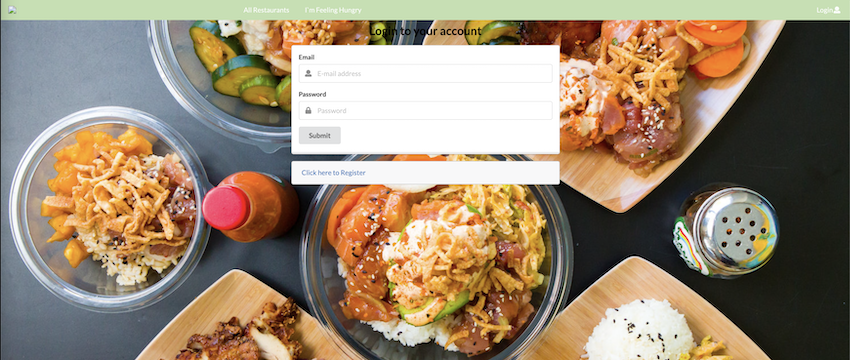 All Restaurants
I'm Feeling Hungry
Login
Login to your account
Email
E-mail address
Password
Password
Submit
Click here to Register